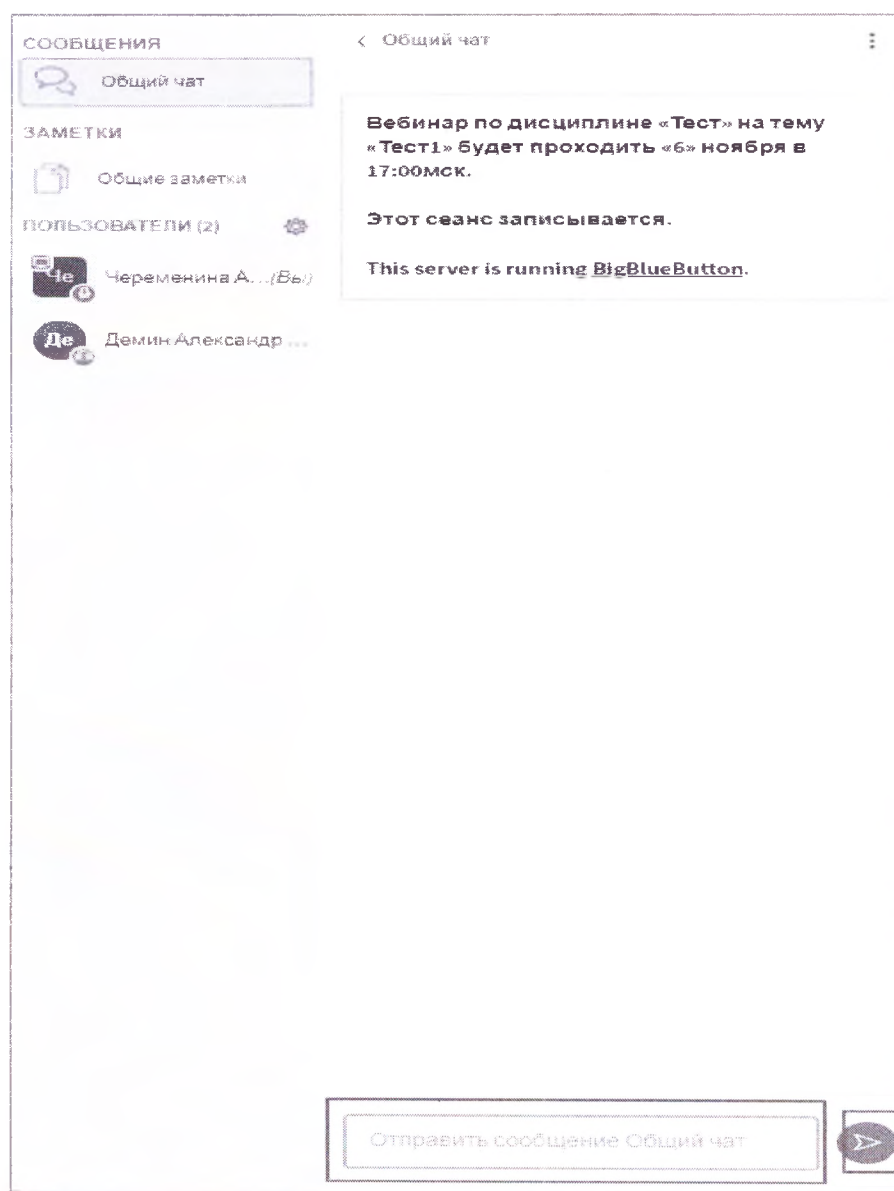 СООБЩЕНИЯ
Общий чат
ЗАМЕТКИ
Общие заметки
ПОЛЬЗОВАТЕЛИ (2)
Че
Черемeнина А... (Вы)
Де
Демин Александр ...
Общий чат
Вебинар по дисциплине «Тест» на тему
«Тест1» будет проходить «6» ноября в
17:00мск.
Этот сеанс записывается.
This server is running BigBlueButton.
Отправить сообщение Общий чат